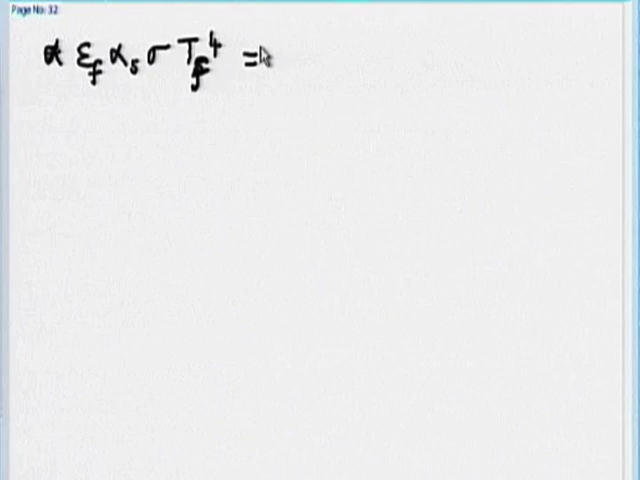 Page No: 32
α ε_f α_s σ T_f^4 =